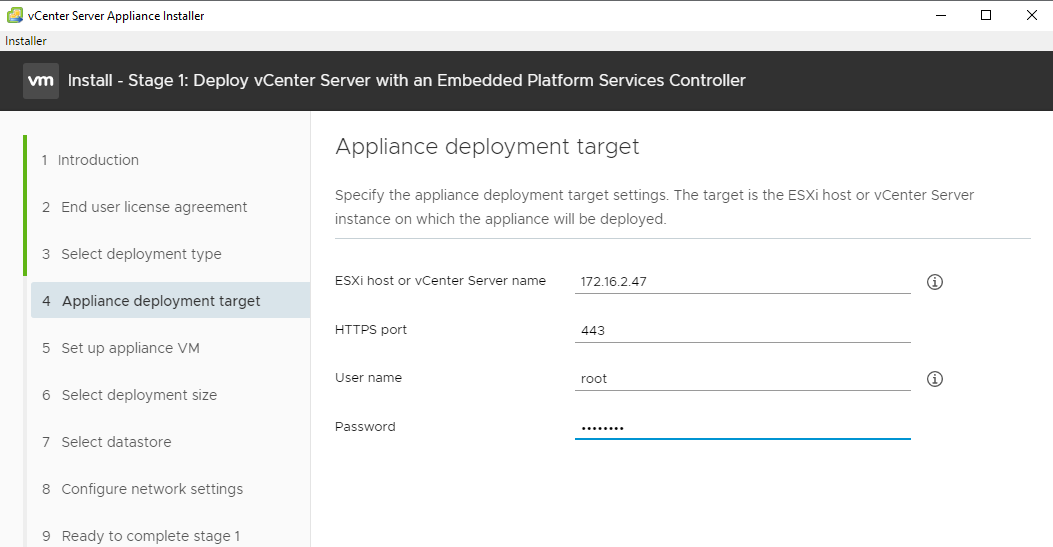 vCenter Server Appliance Installer
Installer
vm Install - Stage 1: Deploy vCenter Server with an Embedded Platform Services Controller
1 Introduction
2 End user license agreement
3 Select deployment type
4 Appliance deployment target
5 Set up appliance VM
6 Select deployment size
7 Select datastore
8 Configure network settings
9 Ready to complete stage 1
Appliance deployment target
Specify the appliance deployment target settings. The target is the ESXi host or vCenter Server
instance on which the appliance will be deployed.
ESXi host or vCenter Server name 172.16.2.47
HTTPS port 443
User name root
Password ••••••••